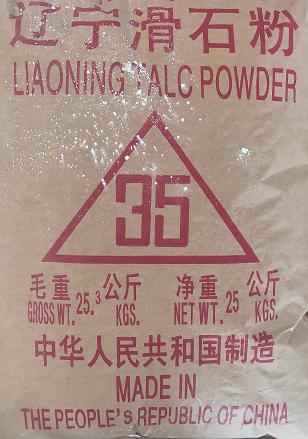 辽宁滑石粉
LIAONING TALC POWDER
35
毛重 25.3 公斤 净重 25 公斤
GROSS WT. KGS. NET WT. KGS.
中华人民共和国制造
MADE IN
THE PEOPLE'S REPUBLIC OF CHINA